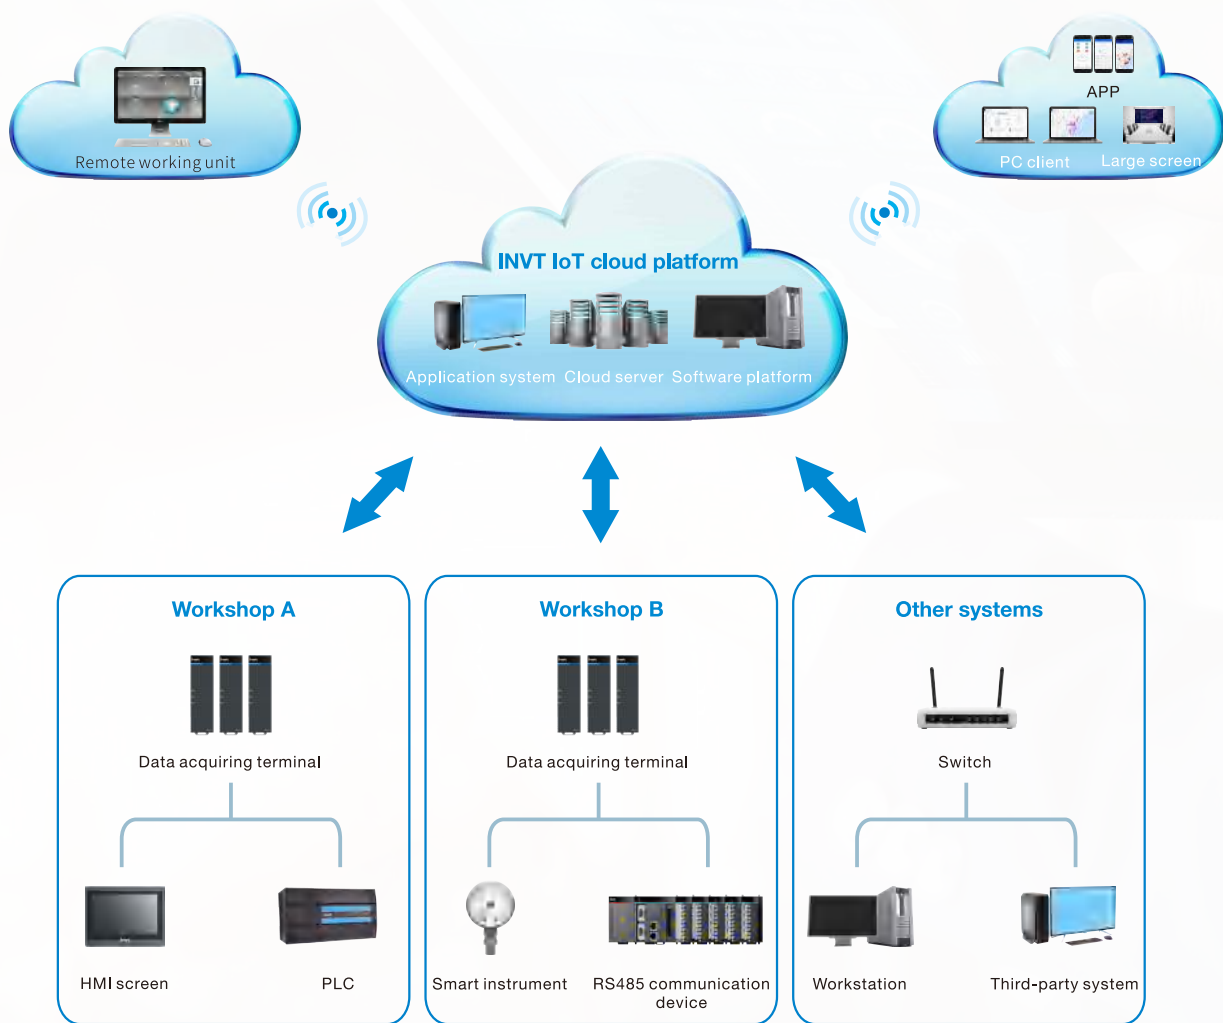 Remote working unit
APP
PC client
Large screen
INVT IoT cloud platform
Application system
Cloud server
Software platform
Workshop A
Data acquiring terminal
HMI screen
PLC
Workshop B
Data acquiring terminal
Smart instrument
RS485 communication
device
Other systems
Switch
Workstation
Third-party system